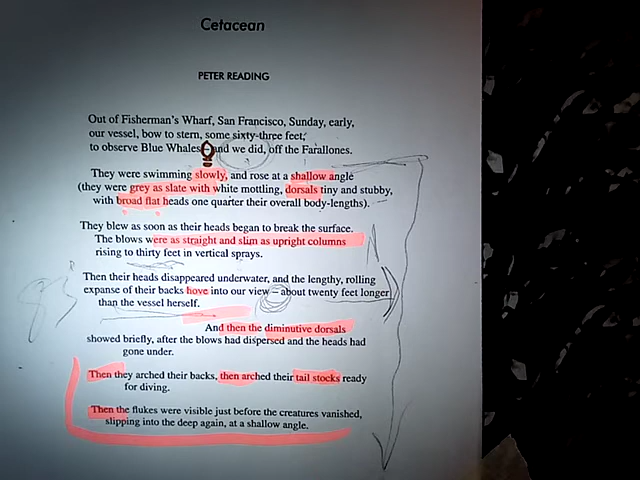 Cetacean
PETER READING
Out of Fisherman's Wharf, San Francisco, Sunday, early,
our vessel, bow to stern, some sixty-three feet,
to observe Blue Whales – and we did, off the Farallones.
They were swimming slowly, and rose at a shallow angle
(they were grey as slate with white mottling, dorsals tiny and stubby,
with broad flat heads one quarter their overall body-lengths).
They blew as soon as their heads began to break the surface.
The blows were as straight and slim as upright columns
rising to thirty feet in vertical sprays.
Then their heads disappeared underwater, and the lengthy, rolling
expanse of their backs hove into our view – about twenty feet longer
than the vessel herself.
And then the diminutive dorsals
showed briefly, after the blows had dispersed and the heads had
gone under.
Then they arched their backs, then arched their tail stocks ready
for diving.
Then the flukes were visible just before the creatures vanished,
slipping into the deep again, at a shallow angle.